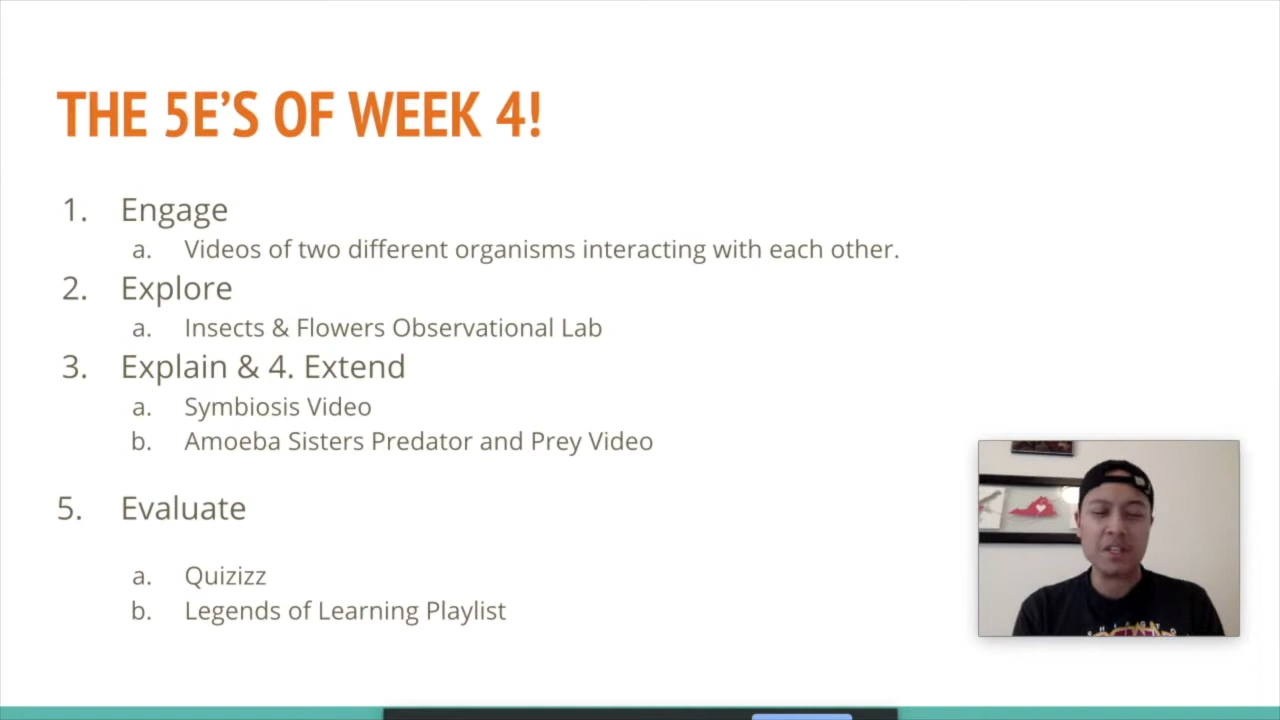 THE 5E'S OF WEEK 4!
1. Engage
a. Videos of two different organisms interacting with each other.
2. Explore
a. Insects & Flowers Observational Lab
3. Explain & 4. Extend
a. Symbiosis Video
b. Amoeba Sisters Predator and Prey Video
5. Evaluate
a. Quizizz
b. Legends of Learning Playlist